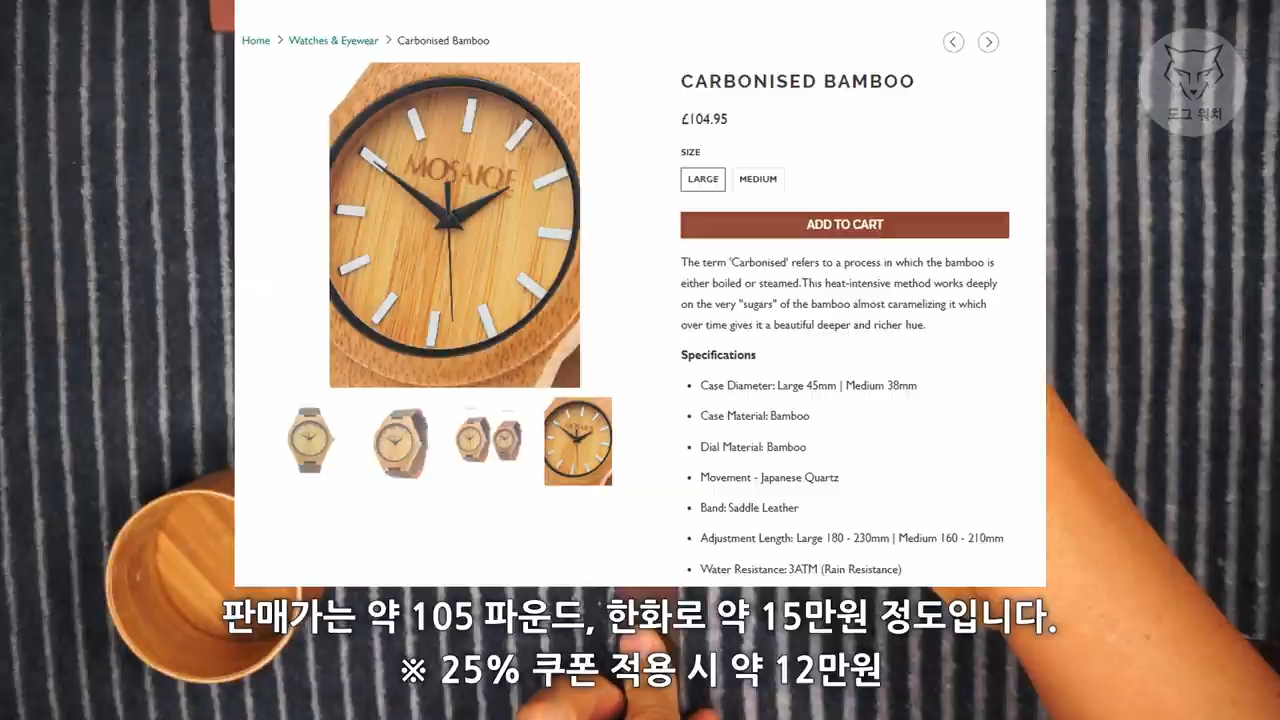 Home > Watches & Eyewear > Carbonised Bamboo
도그 워치
MOSAIQE
CARBONISED BAMBOO
£104.95
SIZE
LARGE
MEDIUM
ADD TO CART
The term 'Carbonised' refers to a process in which the bamboo is
either boiled or steamed.This heat-intensive method works deeply
on the very "sugars" of the bamboo almost caramelizing it which
over time gives it a beautiful deeper and richer hue.
Specifications
• Case Diameter: Large 45mm | Medium 38mm
• Case Material: Bamboo
• Dial Material: Bamboo
• Movement - Japanese Quartz
• Band: Saddle Leather
• Adjustment Length: Large 180 - 230mm | Medium 160 - 210mm
• Water Resistance: 3ATM (Rain Resistance)
판매가는 약 105 파운드, 한화로 약 15만원 정도입니다.
※ 25% 쿠폰 적용 시 약 12만원